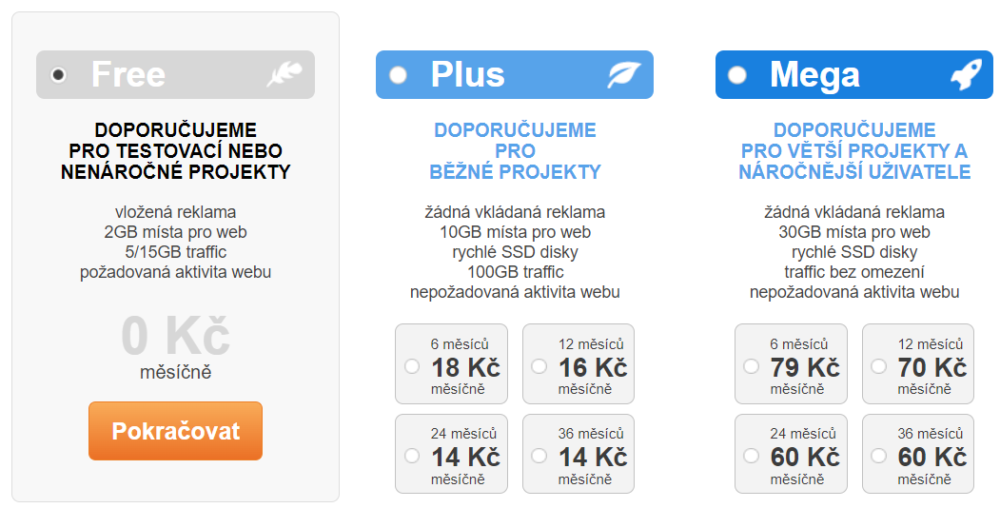 Free
DOPORUČUJEME
PRO TESTOVACÍ NEBO
NENÁROČNÉ PROJEKTY
vložená reklama
2GB místa pro web
5/15GB traffic
požadovaná aktivita webu
0 Kč
měsíčně
Pokračovat
Plus
DOPORUČUJEME
PRO
BĚŽNÉ PROJEKTY
žádná vkládaná reklama
10GB místa pro web
rychlé SSD disky
100GB traffic
nepožadovaná aktivita webu
6 měsíců
18 Kč
měsíčně
12 měsíců
16 Kč
měsíčně
24 měsíců
14 Kč
měsíčně
36 měsíců
14 Kč
měsíčně
Mega
DOPORUČUJEME
PRO VĚTŠÍ PROJEKTY A
NÁROČNĚJŠÍ UŽIVATELE
žádná vkládaná reklama
30GB místa pro web
rychlé SSD disky
traffic bez omezení
nepožadovaná aktivita webu
6 měsíců
79 Kč
měsíčně
12 měsíců
70 Kč
měsíčně
24 měsíců
60 Kč
měsíčně
36 měsíců
60 Kč
měsíčně